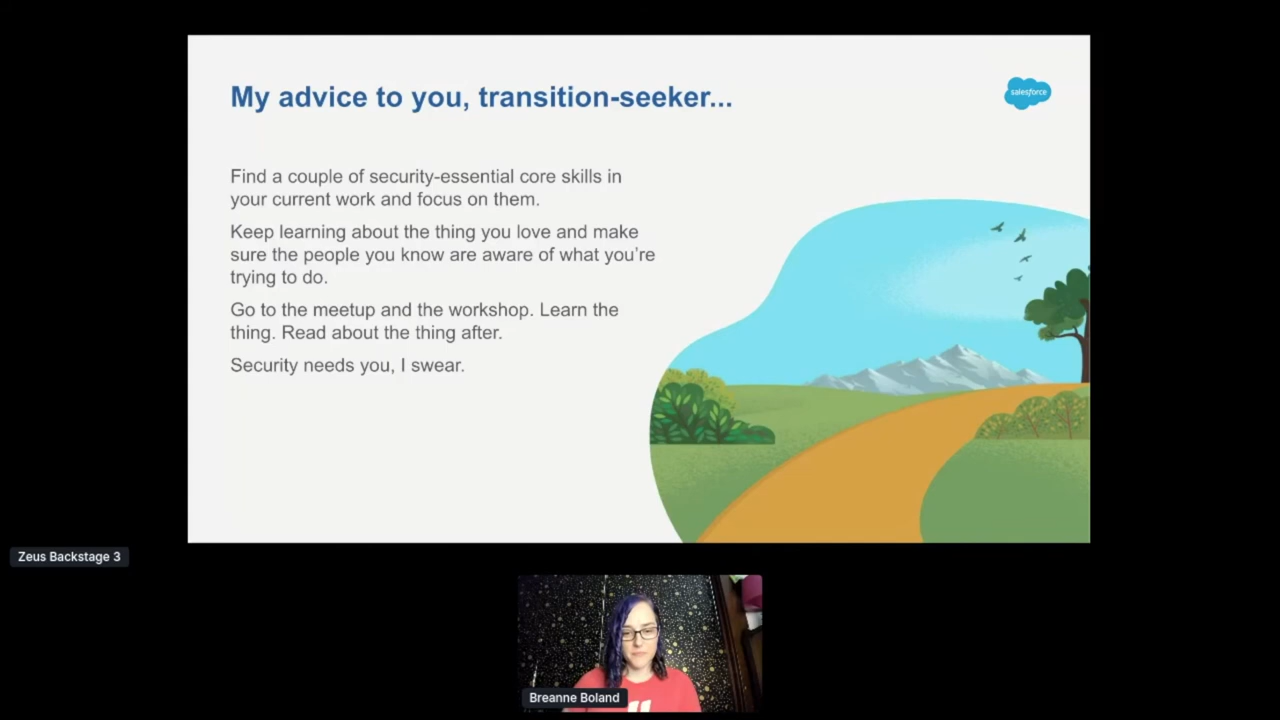 My advice to you, transition-seeker...
salesforce
Find a couple of security-essential core skills in
your current work and focus on them.
Keep learning about the thing you love and make
sure the people you know are aware of what you're
trying to do.
Go to the meetup and the workshop. Learn the
thing. Read about the thing after.
Security needs you, I swear.
Zeus Backstage 3
Breanne Boland